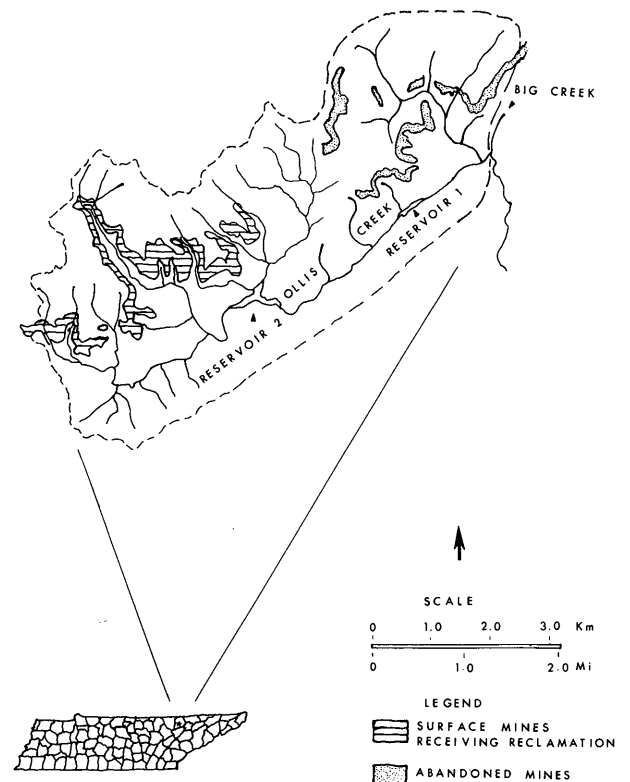 BIG CREEK
CREEK
RESERVOIR 1
OLLIS
RESERVOIR 2
SCALE
0 1.0 2.0 3.0 Km
0 1.0 2.0 Mi
LEGEND
SURFACE MINES
RECEIVING RECLAMATION
ABANDONED MINES